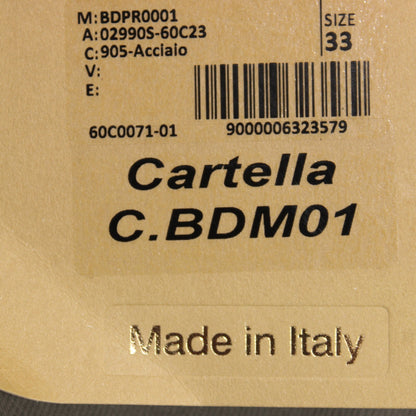 M:BDPR0001
A:02990S-60C23
C:905-Acciaio
V:
E:
SIZE
33
60C0071-01
9000006323579
Cartella
C.BDM01
Made in Italy